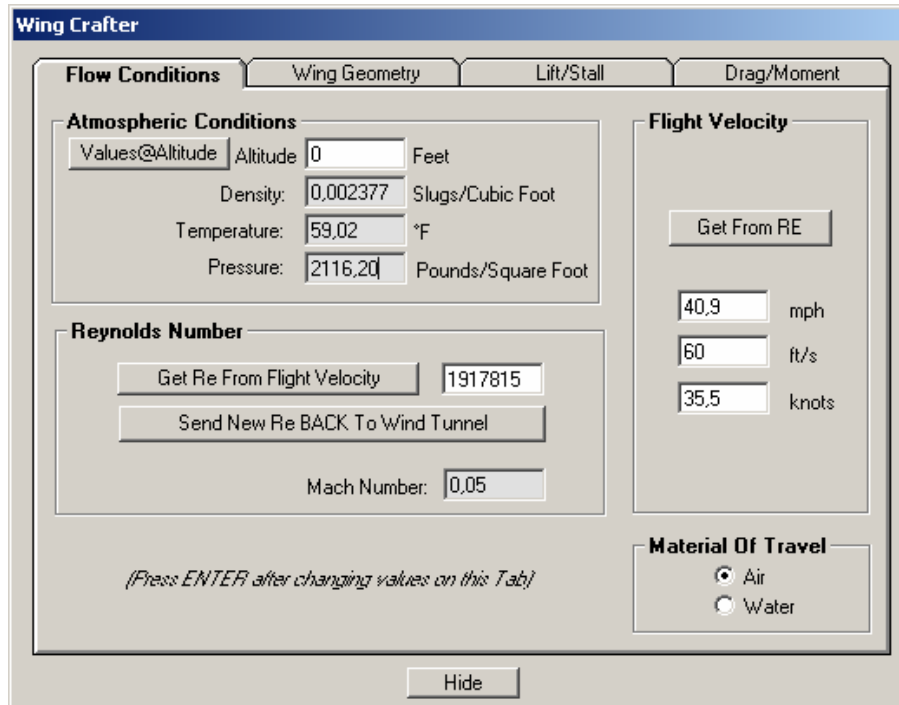 Wing Crafter
Flow Conditions Wing Geometry Lift/Stall Drag/Moment
Atmospheric Conditions
Values@Altitude Altitude 0 Feet
Density: 0,002377 Slugs/Cubic Foot
Temperature: 59,02 °F
Pressure: 2116,20 Pounds/Square Foot
Reynolds Number
Get Re From Flight Velocity 1917815
Send New Re BACK To Wind Tunnel
Mach Number: 0,05
(Press ENTER after changing values on this Tab)
Flight Velocity
Get From RE
40,9 mph
60 ft/s
35,5 knots
Material Of Travel
Air
Water
Hide